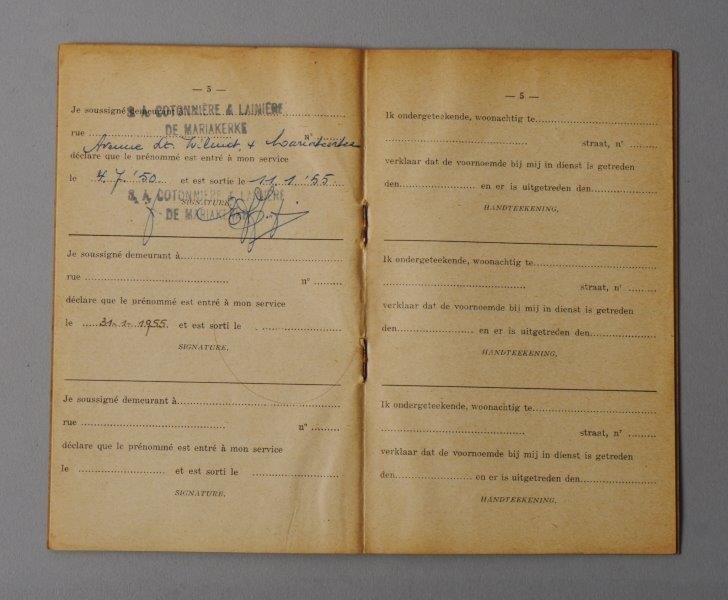 — 5 —
Je soussigné demeurant à
S. A. COTONNIÈRE & LAINIÈRE
DE MARIAKERKE
rue N°
Avenue Lt. Mariakerke
déclare que le prénommé est entré à mon service
le 4.7.'50 et est sortie le 11.1.'55
S. A. COTONNIÈRE & LAINIÈRE
DE MARIAKERKE
SIGNATURE
Je soussigné demeurant à
rue n°
déclare que le prénommé est entré à mon service
le 31-1-1955 et est sorti le
SIGNATURE,
Je soussigné demeurant à
rue n°
déclare que le prénommé est entré à mon service
le et est sorti le
SIGNATURE,
— 5 —
Ik ondergeteekende, woonachtig te
straat, nr
verklaar dat de voornoemde bij mij in dienst is getreden
den en er is uitgetreden den
HANDTEEKENING,
Ik ondergeteekende, woonachtig te
straat, nr
verklaar dat de voornoemde bij mij in dienst is getreden
den en er is uitgetreden den
HANDTEEKENING,
Ik ondergeteekende, woonachtig te
straat, nr
verklaar dat de voornoemde bij mij in dienst is getreden
den en er is uitgetreden den
HANDTEEKENING,